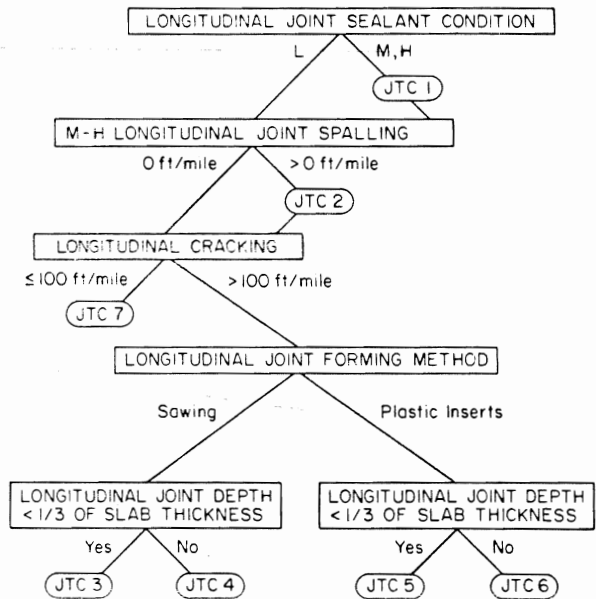 LONGITUDINAL JOINT SEALANT CONDITION
L M,H
JTC 1
M-H LONGITUDINAL JOINT SPALLING
0 ft/mile >0 ft/mile
JTC 2
LONGITUDINAL CRACKING
≤100 ft/mile >100 ft/mile
JTC 7
LONGITUDINAL JOINT FORMING METHOD
Sawing Plastic Inserts
LONGITUDINAL JOINT DEPTH LONGITUDINAL JOINT DEPTH
<1/3 OF SLAB THICKNESS <1/3 OF SLAB THICKNESS
Yes No Yes No
JTC 3 JTC 4 JTC 5 JTC 6